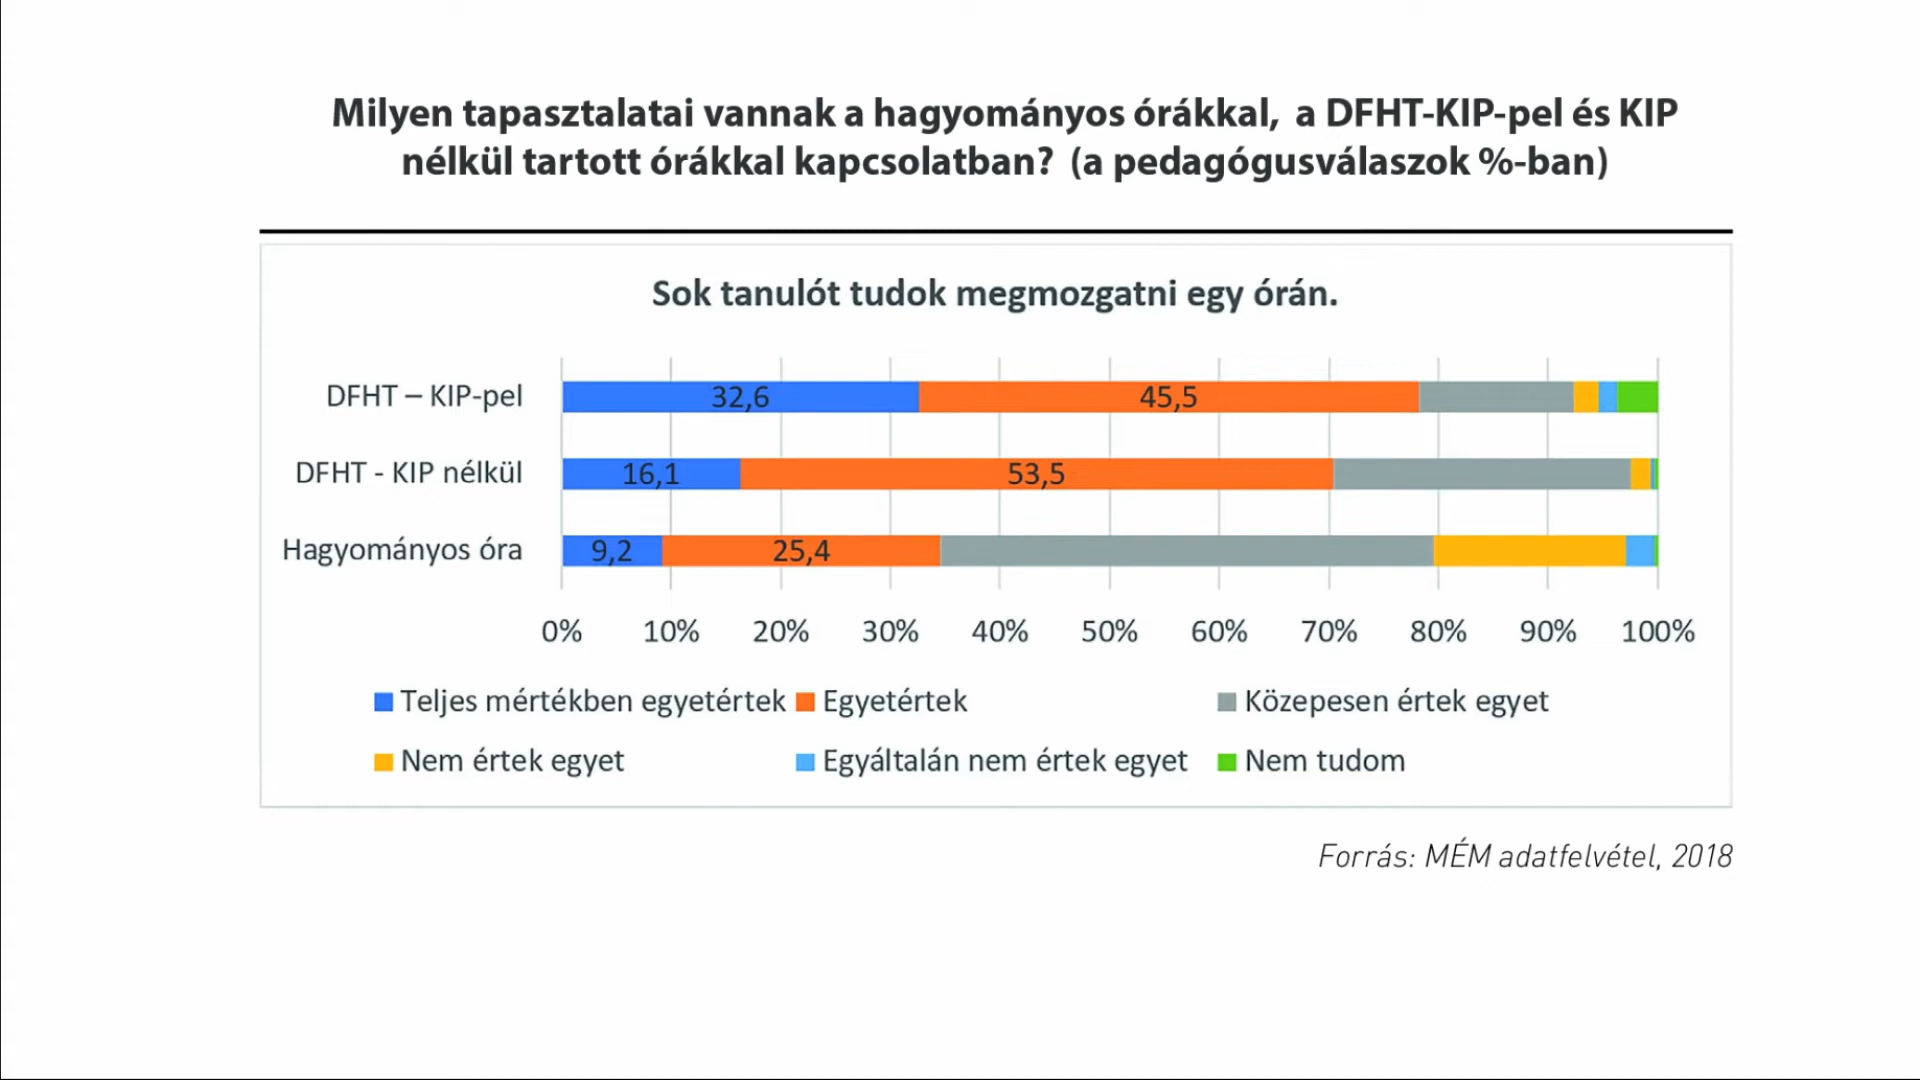 Milyen tapasztalatai vannak a hagyományos órákkal, a DFHT-KIP-pel és KIP
nélkül tartott órákkal kapcsolatban? (a pedagógusválaszok %-ban)
Sok tanulót tudok megmozgatni egy órán.
DFHT – KIP-pel 32,6 45,5
DFHT - KIP nélkül 16,1 53,5
Hagyományos óra 9,2 25,4
0% 10% 20% 30% 40% 50% 60% 70% 80% 90% 100%
Teljes mértékben egyetértek Egyetértek Közepesen értek egyet
Nem értek egyet Egyáltalán nem értek egyet Nem tudom
Forrás: MÉM adatfelvétel, 2018